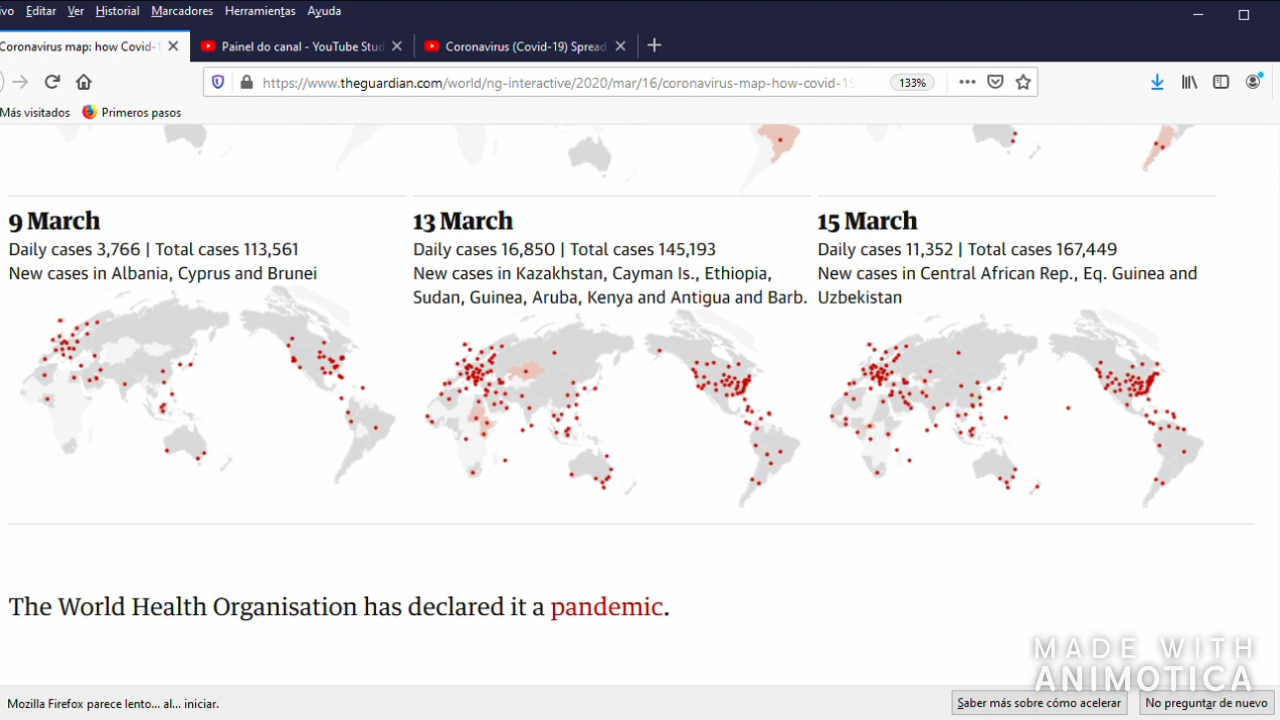 ivo Editar Ver Historial Marcadores Herramientas Ayuda
Coronavirus map: how Covid-1 Painel do canal - YouTube Stud Coronavirus (Covid-19) Spread
https://www.theguardian.com/world/ng-interactive/2020/mar/16/coronavirus-map-how-covid-19 133%
Más visitados Primeros pasos
9 March
Daily cases 3,766 | Total cases 113,561
New cases in Albania, Cyprus and Brunei
13 March
Daily cases 16,850 | Total cases 145,193
New cases in Kazakhstan, Cayman Is., Ethiopia,
Sudan, Guinea, Aruba, Kenya and Antigua and Barb.
15 March
Daily cases 11,352 | Total cases 167,449
New cases in Central African Rep., Eq. Guinea and
Uzbekistan
The World Health Organisation has declared it a pandemic.
MADE WITH
ANIMOTICA
Mozilla Firefox parece lento... al... iniciar. Saber más sobre cómo acelerar No preguntar de nuevo